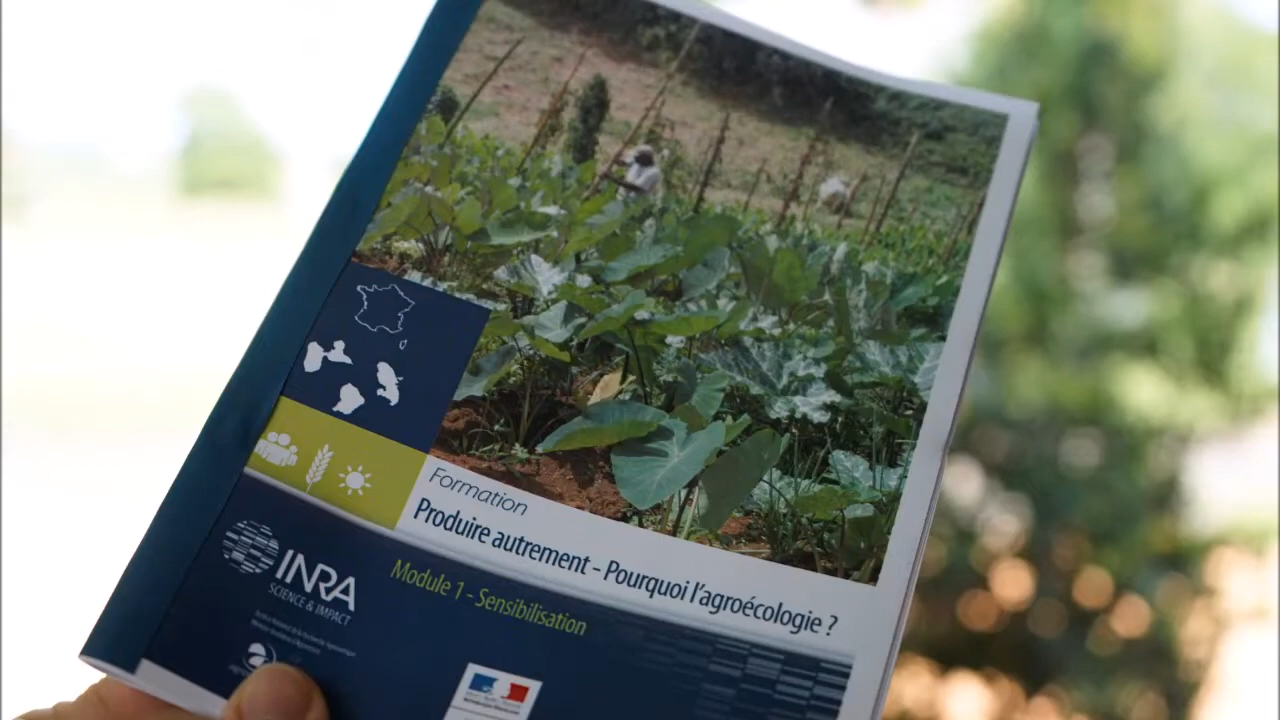 Formation
Produire autrement - Pourquoi l'agroécologie ?
Module 1 - Sensibilisation
INRA
SCIENCE & IMPACT